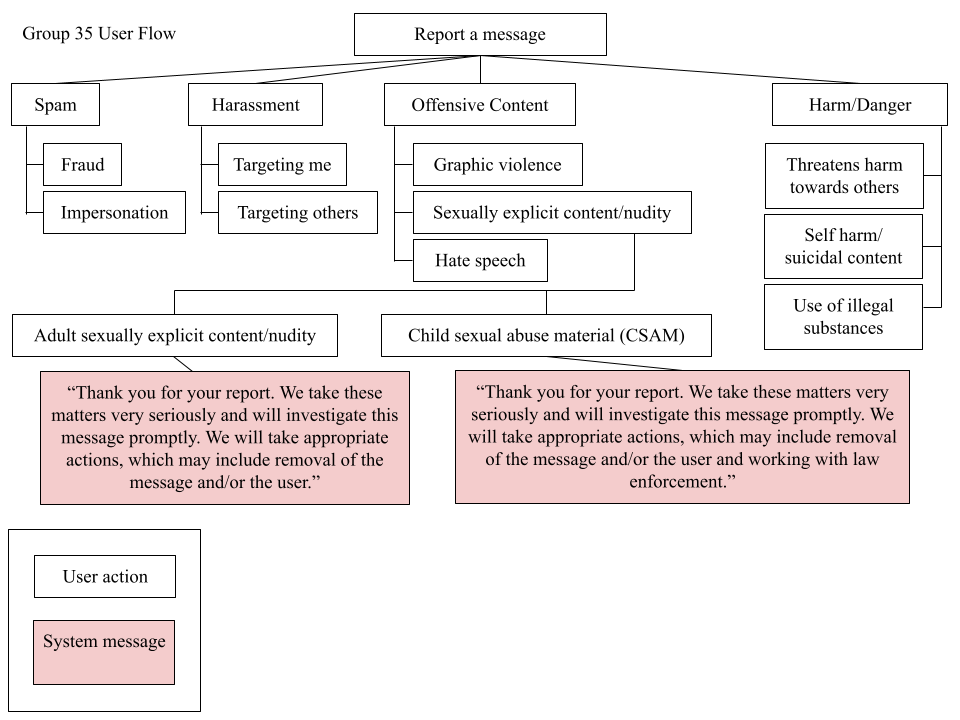 Group 35 User Flow
Report a message
Spam
Harassment
Offensive Content
Harm/Danger
Fraud
Impersonation
Targeting me
Targeting others
Graphic violence
Sexually explicit content/nudity
Hate speech
Threatens harm
towards others
Self harm/
suicidal content
Use of illegal
substances
Adult sexually explicit content/nudity
Child sexual abuse material (CSAM)
“Thank you for your report. We take these
matters very seriously and will investigate this
message promptly. We will take appropriate
actions, which may include removal of the
message and/or the user.”
“Thank you for your report. We take these matters very
seriously and will investigate this message promptly. We
will take appropriate actions, which may include removal
of the message and/or the user and working with law
enforcement.”
User action
System message